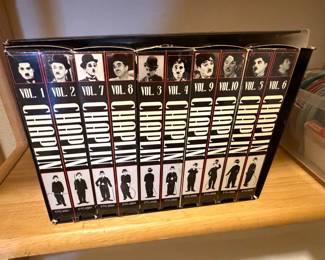 VOL. 1
CHAPLIN
VOL. 2
CHAPLIN
VOL. 7
CHAPLIN
VOL. 8
CHAPLIN
VOL. 3
CHAPLIN
VOL. 4
CHAPLIN
VOL. 9
CHAPLIN
VOL. 10
CHAPLIN
VOL. 5
CHAPLIN
VOL. 6
CHAPLIN